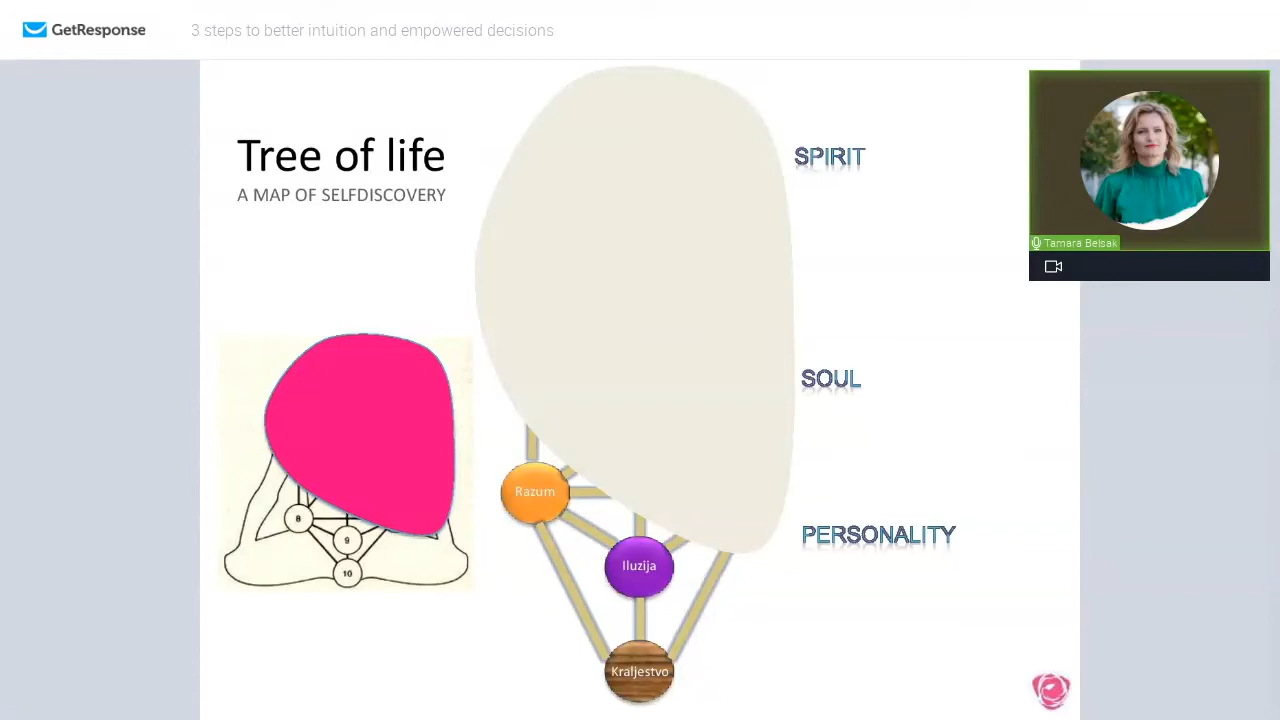 GetResponse
3 steps to better intuition and empowered decisions
Tree of life
A MAP OF SELFDISCOVERY
SPIRIT
Tamara Belsak
SOUL
Razum
8
PERSONALITY
9
Iluzija
10
Kraljestvo